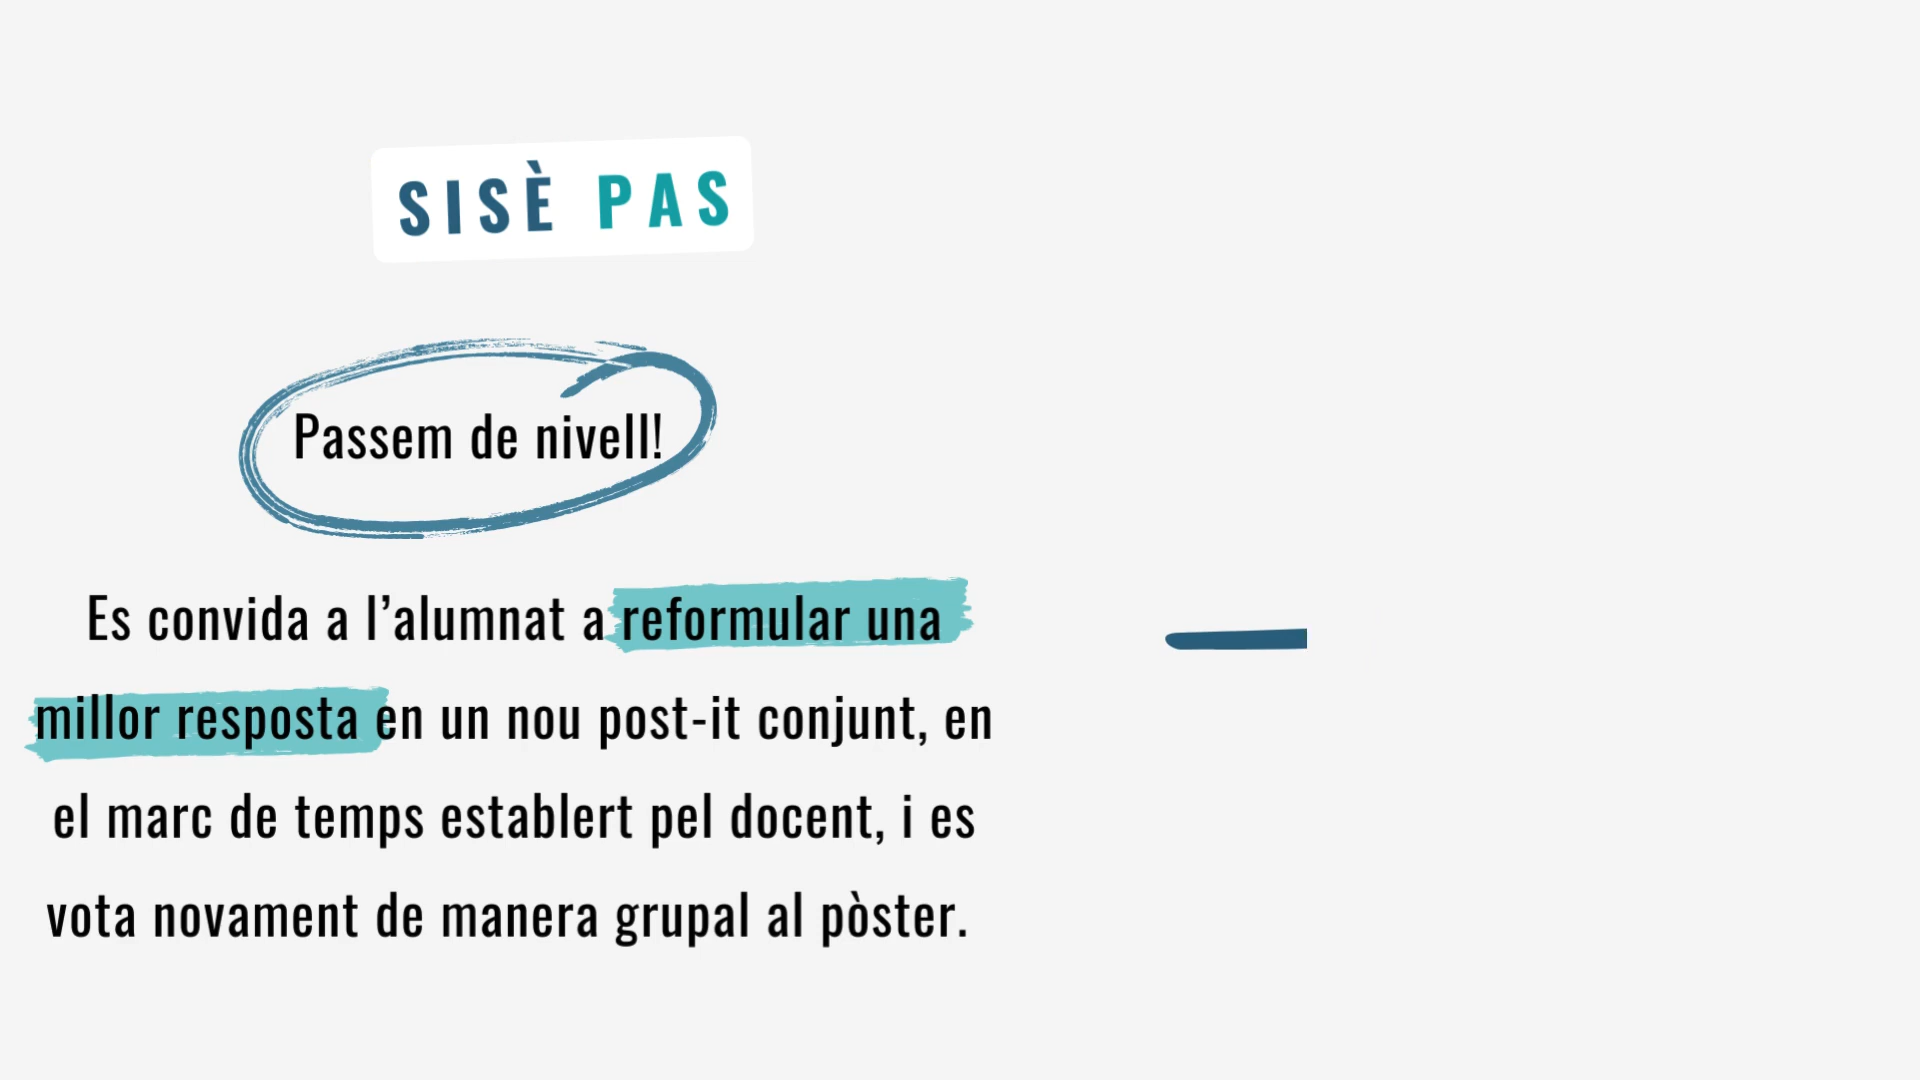 SISÈ PAS
Passem de nivell!
Es convida a l’alumnat a reformular una
millor resposta en un nou post-it conjunt, en
el marc de temps establert pel docent, i es
vota novament de manera grupal al pòster.